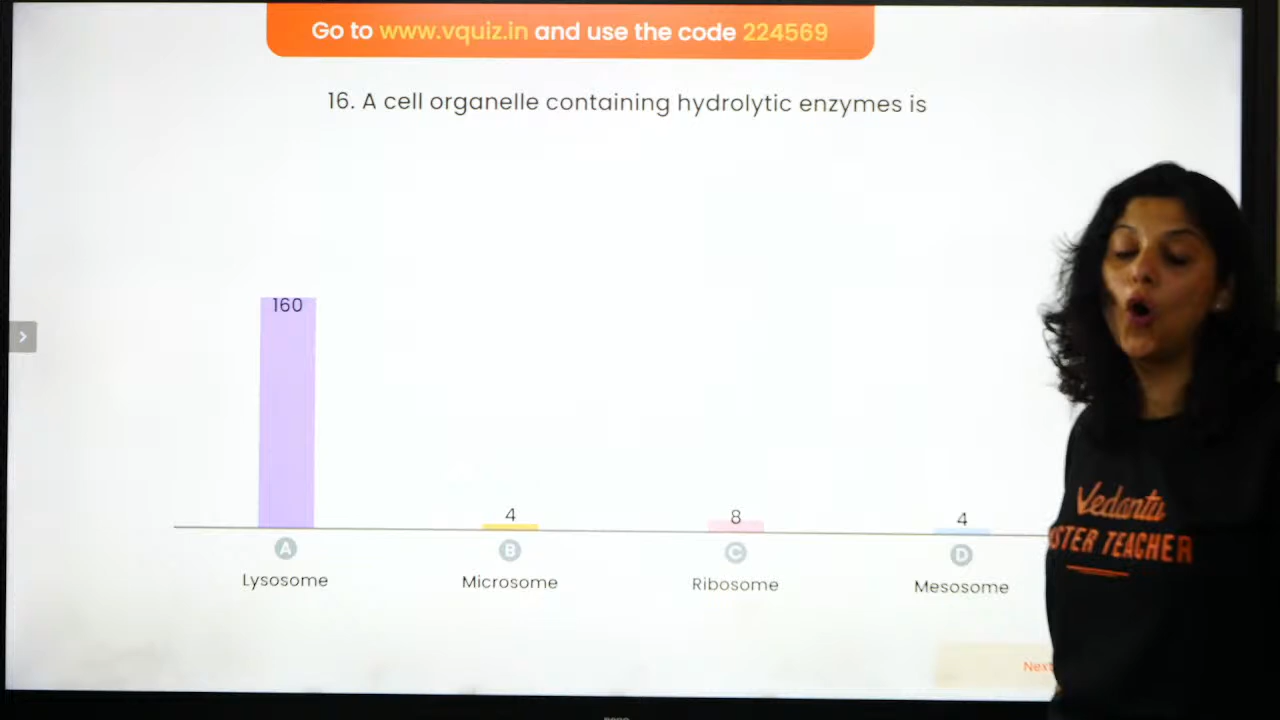 Go to www.vquiz.in and use the code 224569
16. A cell organelle containing hydrolytic enzymes is
160
4
8
4
A
B
C
D
Lysosome
Microsome
Ribosome
Mesosome
Next
Vedantu
STER TEACHER